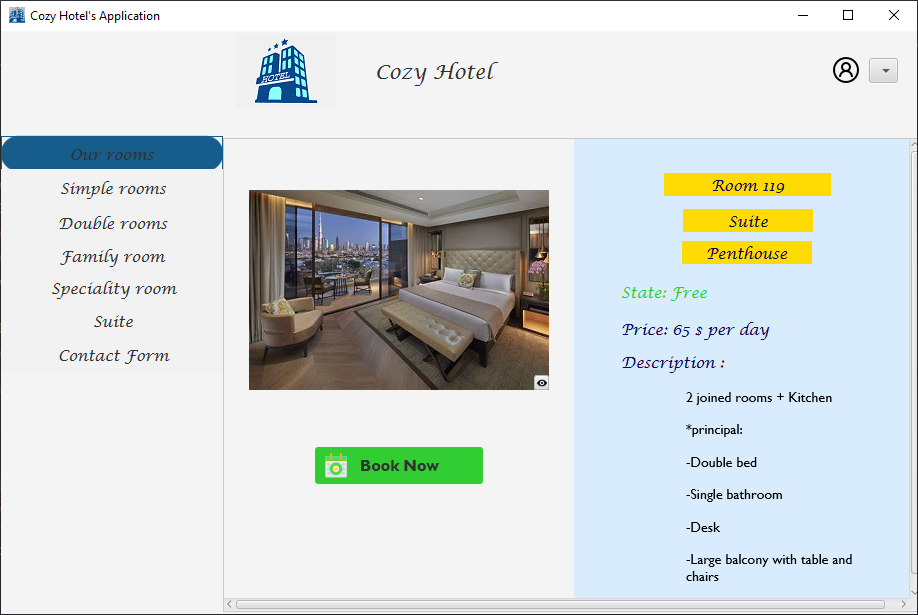 Cozy Hotel's Application
HOTEL
Cozy Hotel
Our rooms
Simple rooms
Double rooms
Family room
Speciality room
Suite
Contact Form
Book Now
Room 119
Suite
Penthouse
State: Free
Price: 65 $ per day
Description :
2 joined rooms + Kitchen
*principal:
-Double bed
-Single bathroom
-Desk
-Large balcony with table and
chairs